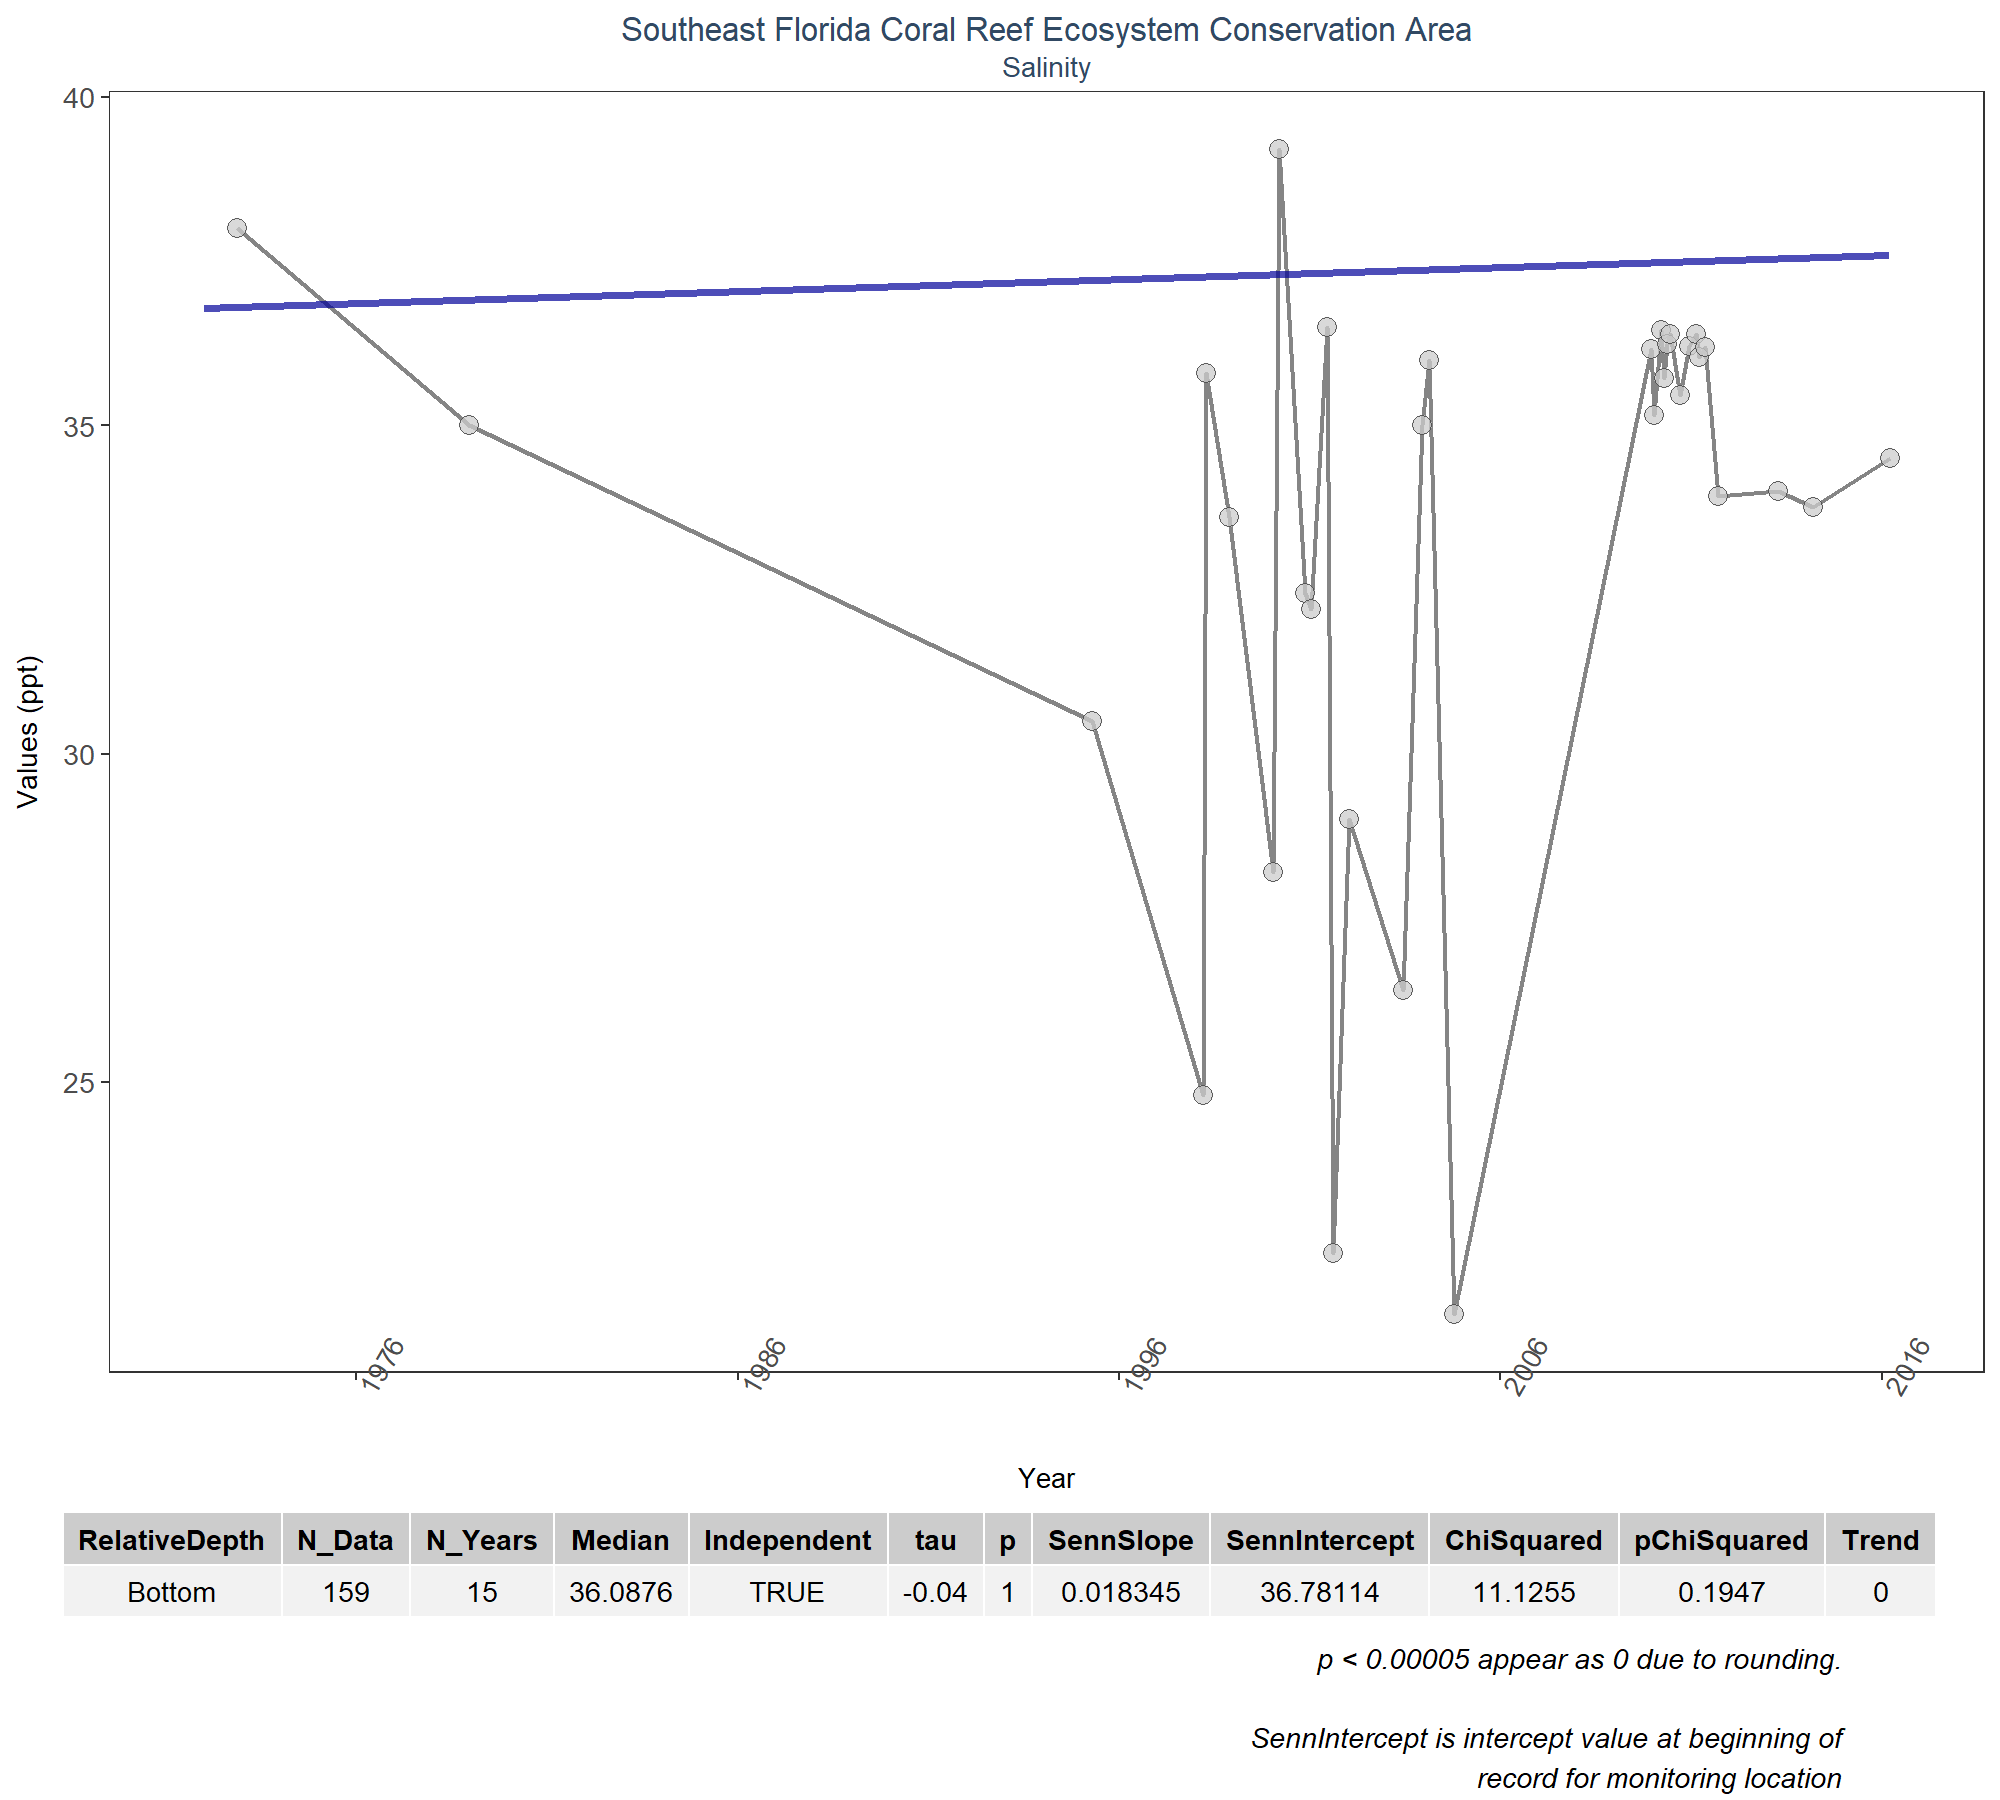 Southeast Florida Coral Reef Ecosystem Conservation Area
Salinity
40
35
30
25
Values (ppt)
1976
1986
1996
2006
2016
Year
RelativeDepth N_Data N_Years Median Independent tau p SennSlope SennIntercept ChiSquared pChiSquared Trend
Bottom 159 15 36.0876 TRUE -0.04 1 0.018345 36.78114 11.1255 0.1947 0
p < 0.00005 appear as 0 due to rounding.
SennIntercept is intercept value at beginning of
record for monitoring location